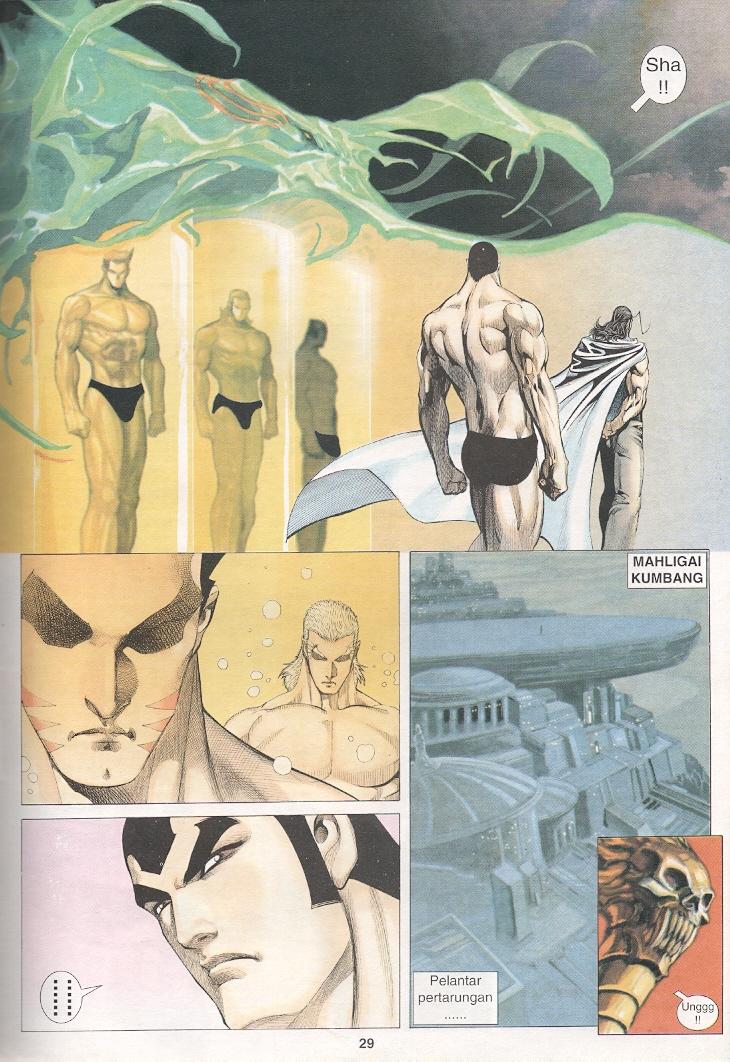 Sha
!!
MAHLIGAI
KUMBANG
Pelantar
pertarungan
......
Unggg
!!
29